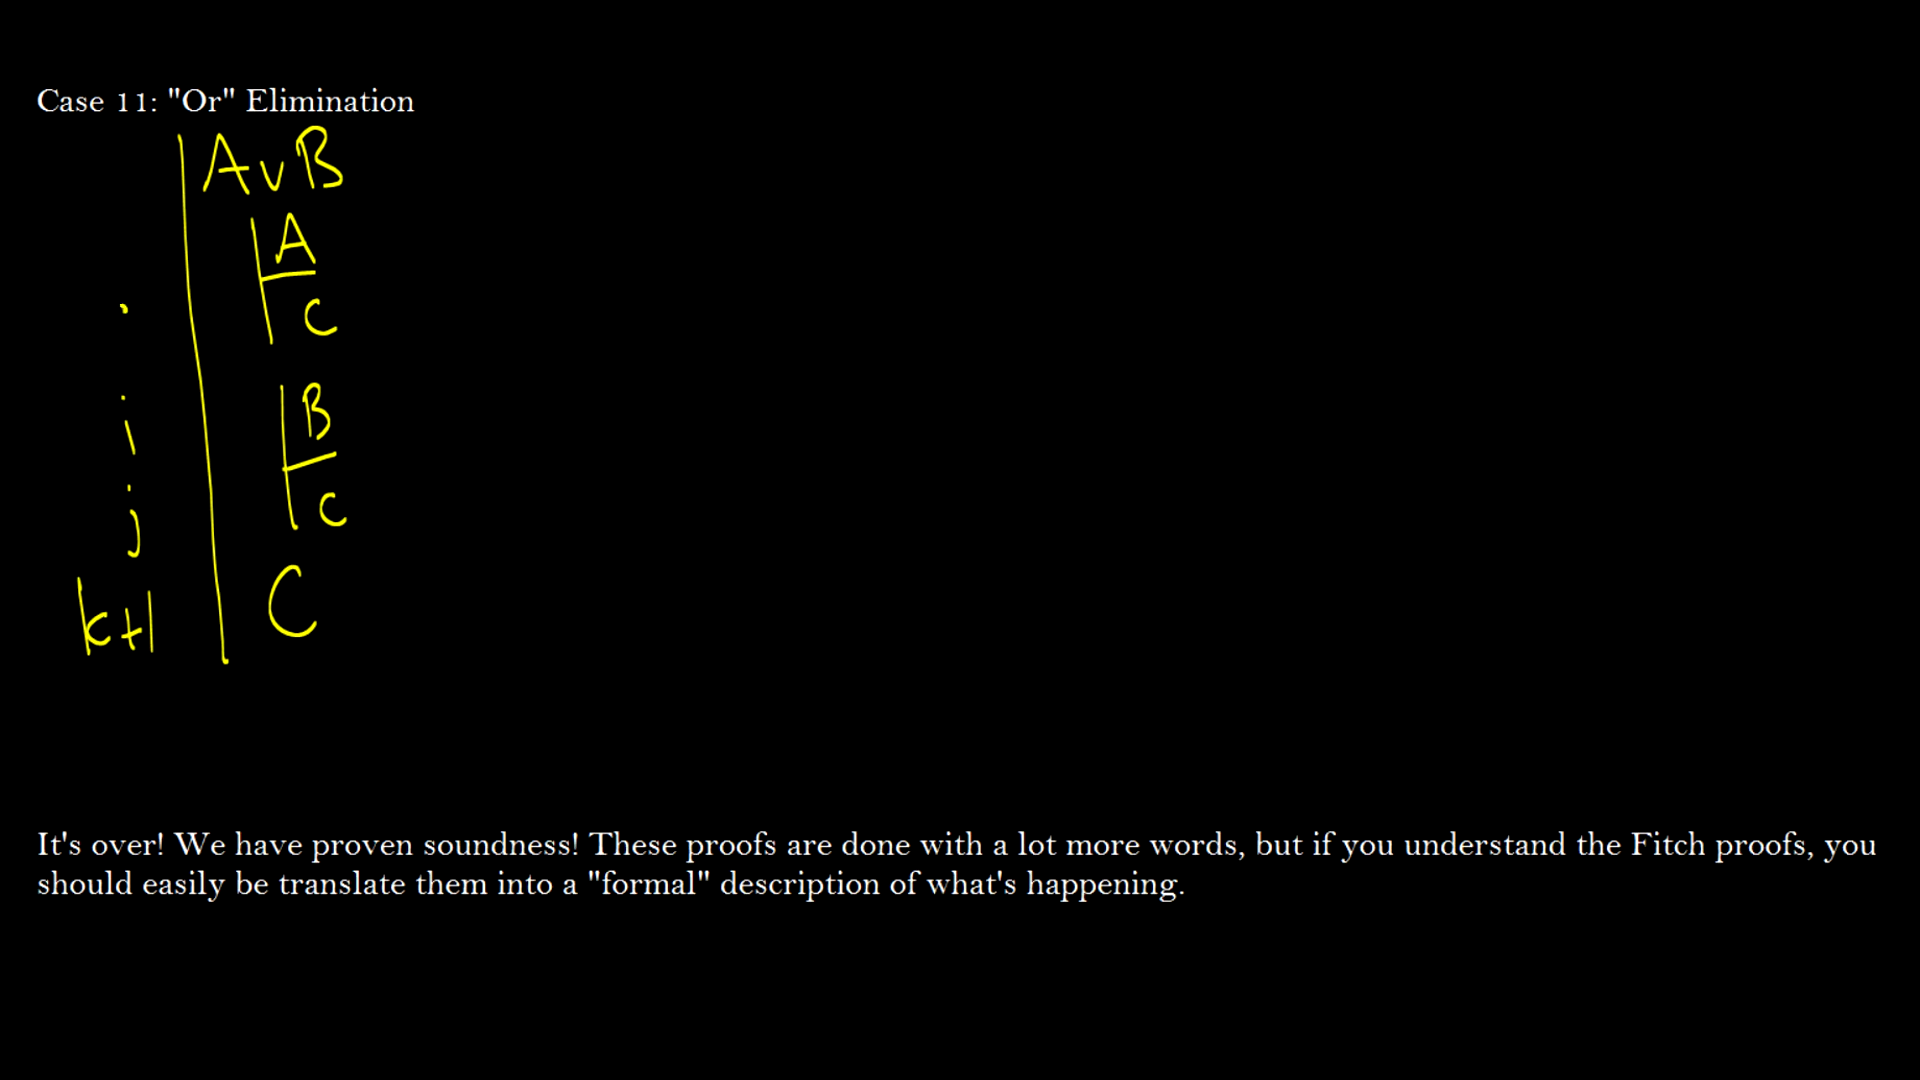 Case 11: "Or" Elimination
A∨B
A
C
i
B
C
j
k+1 C
It's over! We have proven soundness! These proofs are done with a lot more words, but if you understand the Fitch proofs, you
should easily be translate them into a "formal" description of what's happening.